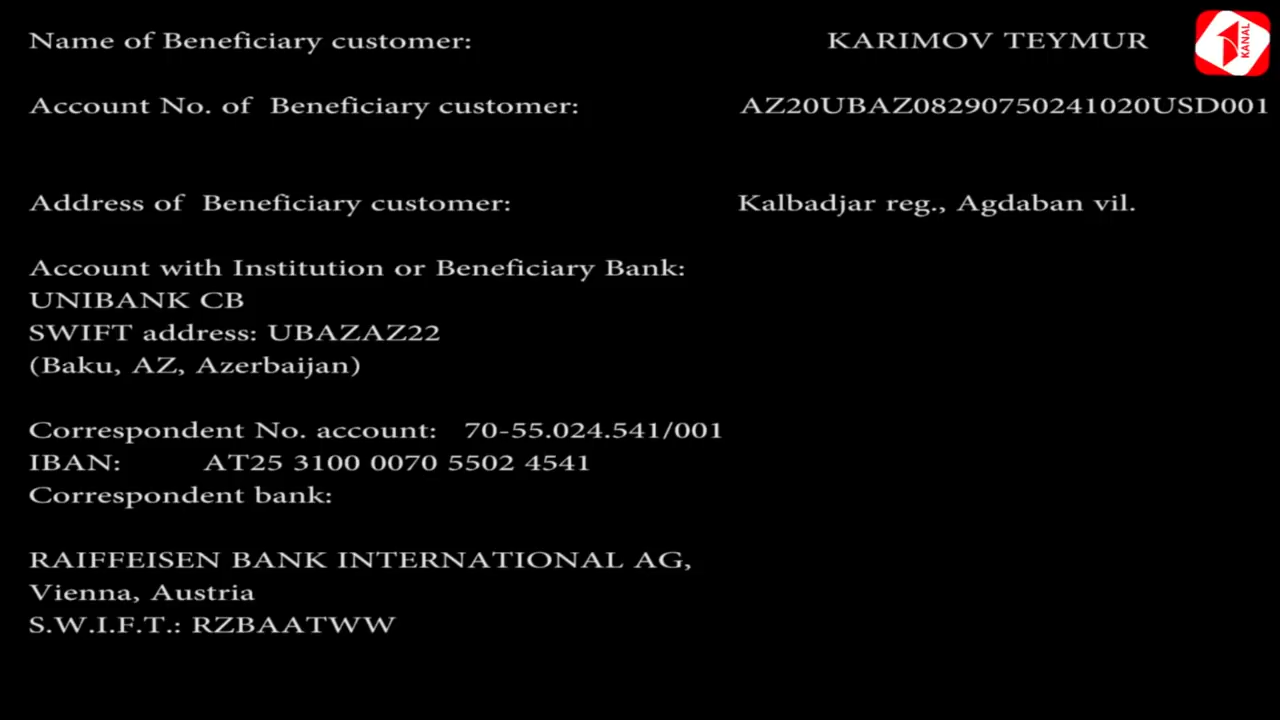 Name of Beneficiary customer: KARIMOV TEYMUR
KANAL
Account No. of Beneficiary customer: AZ20UBAZ08290750241020USD001
Address of Beneficiary customer: Kalbadjar reg., Agdaban vil.
Account with Institution or Beneficiary Bank:
UNIBANK CB
SWIFT address: UBAZAZ22
(Baku, AZ, Azerbaijan)
Correspondent No. account: 70-55.024.541/001
IBAN: AT25 3100 0070 5502 4541
Correspondent bank:
RAIFFEISEN BANK INTERNATIONAL AG,
Vienna, Austria
S.W.I.F.T.: RZBAATWW